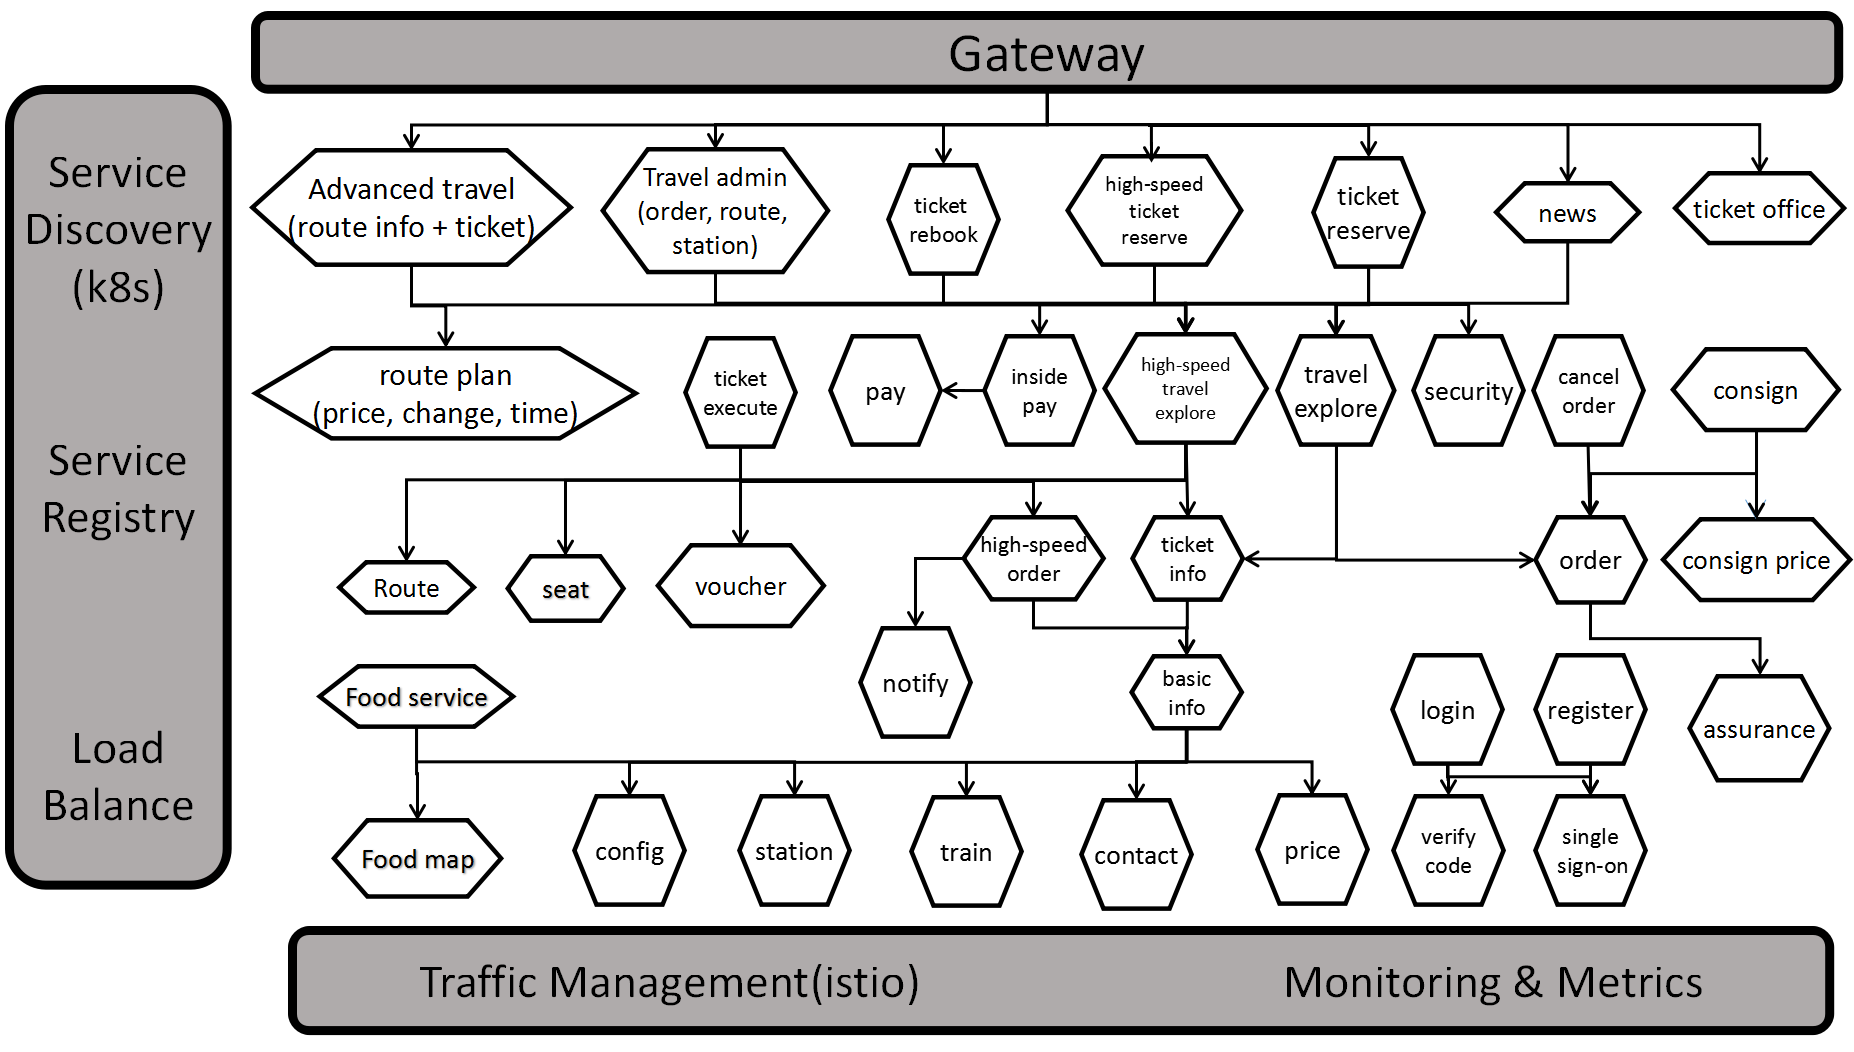 Gateway
Service
Discovery
(k8s)
Service
Registry
Load
Balance
Advanced travel
(route info + ticket)
Travel admin
(order, route,
station)
ticket
rebook
high-speed
ticket
reserve
ticket
reserve
news
ticket office
route plan
(price, change, time)
ticket
execute
pay
inside
pay
high-speed
travel
explore
travel
explore
security
cancel
order
consign
Route
seat
voucher
high-speed
order
ticket
info
order
consign price
Food service
notify
basic
info
login
register
assurance
Food map
config
station
train
contact
price
verify
code
single
sign-on
Traffic Management(istio)
Monitoring & Metrics